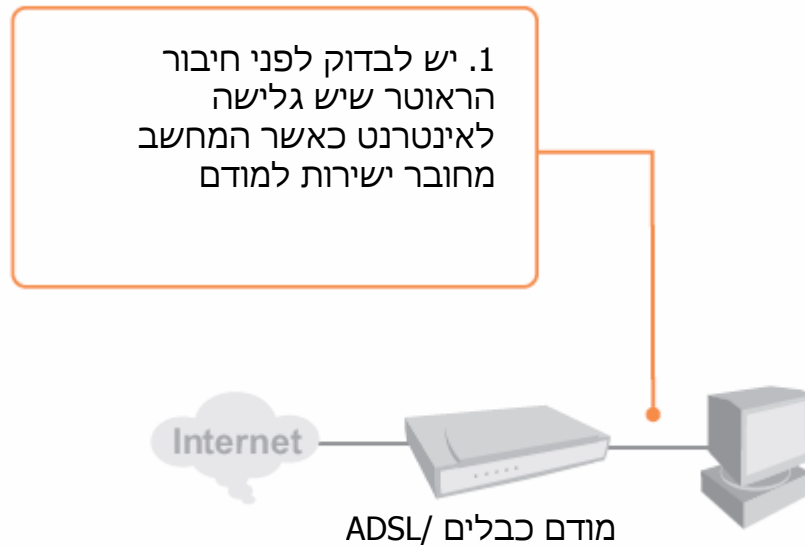 1. יש לבדוק לפני חיבור
הראוטר שיש גלישה
לאינטרנט כאשר המחשב
מחובר ישירות למודם
Internet
מודם כבלים /ADSL